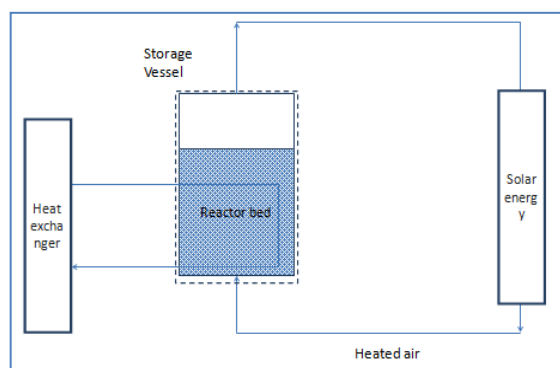 Storage
Vessel
Heat
excha
nger
Reactor bed
Solar
energ
y
Heated air